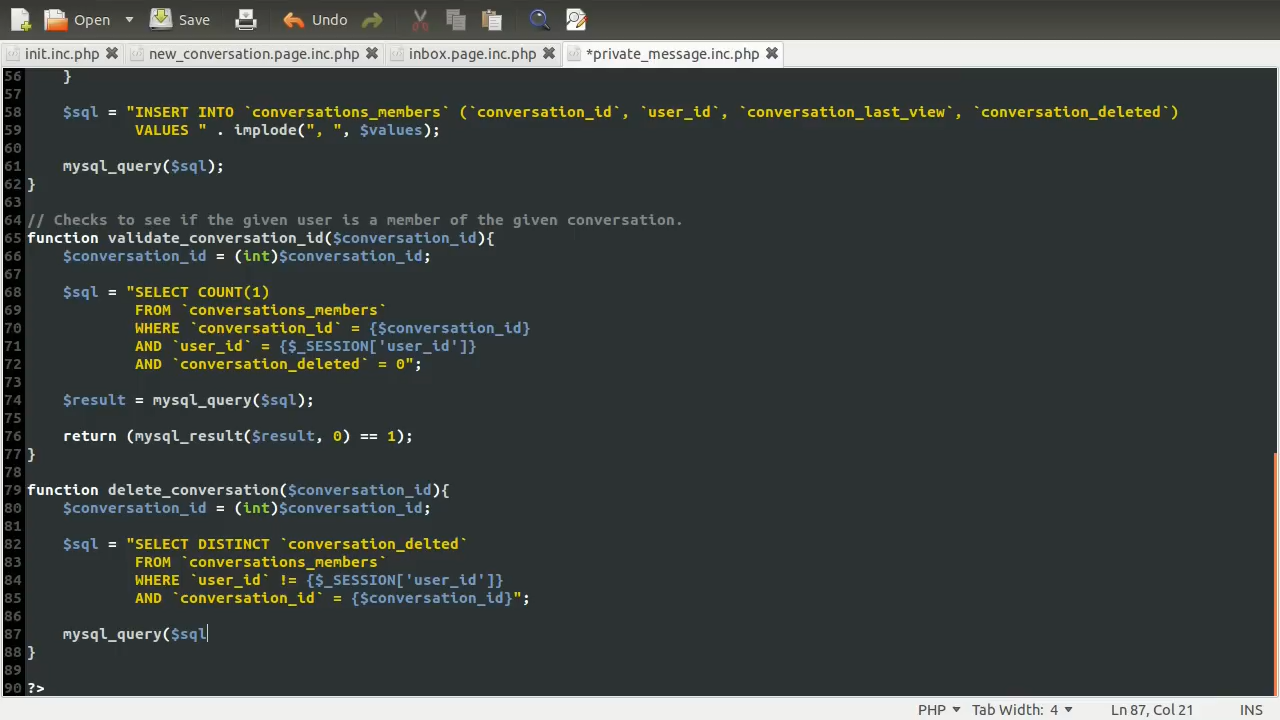 Open Save Undo
init.inc.php new_conversation.page.inc.php inbox.page.inc.php *private_message.inc.php
56 }
57
58 $sql = "INSERT INTO `conversations_members` (`conversation_id`, `user_id`, `conversation_last_view`, `conversation_deleted`)
59 VALUES " . implode(", ", $values);
60
61 mysql_query($sql);
62 }
63
64 // Checks to see if the given user is a member of the given conversation.
65 function validate_conversation_id($conversation_id){
66 $conversation_id = (int)$conversation_id;
67
68 $sql = "SELECT COUNT(1)
69 FROM `conversations_members`
70 WHERE `conversation_id` = {$conversation_id}
71 AND `user_id` = {$_SESSION['user_id']}
72 AND `conversation_deleted` = 0";
73
74 $result = mysql_query($sql);
75
76 return (mysql_result($result, 0) == 1);
77 }
78
79 function delete_conversation($conversation_id){
80 $conversation_id = (int)$conversation_id;
81
82 $sql = "SELECT DISTINCT `conversation_delted`
83 FROM `conversations_members`
84 WHERE `user_id` != {$_SESSION['user_id']}
85 AND `conversation_id` = {$conversation_id}";
86
87 mysql_query($sql
88 }
89
90 ?>
PHP Tab Width: 4 Ln 87, Col 21 INS